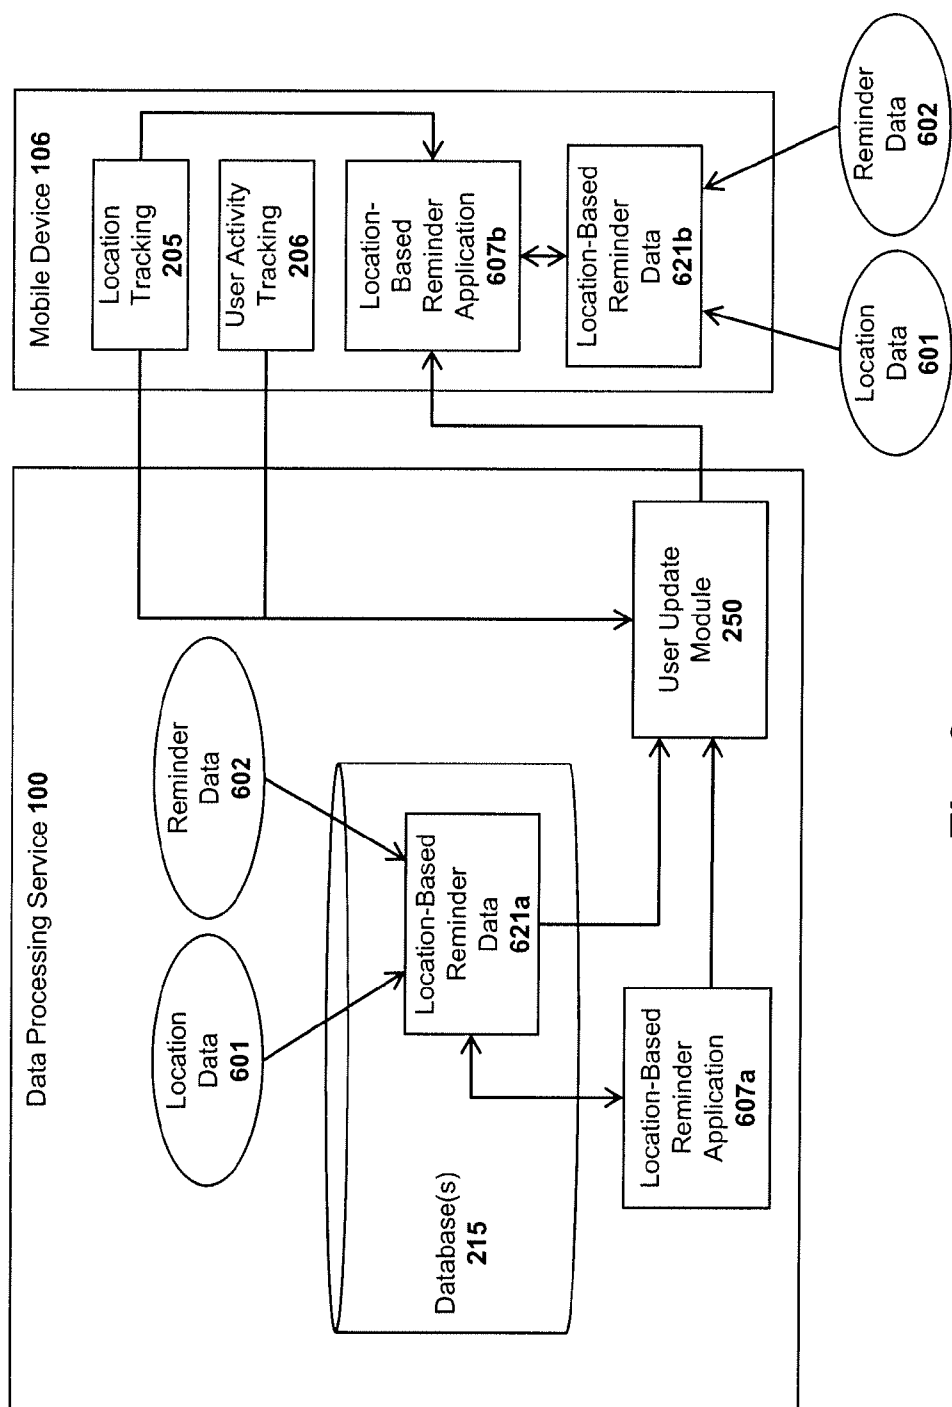 Data Processing Service 100
Location
Data
601
Reminder
Data
602
Database(s)
215
Location-Based
Reminder
Data
621a
Location-Based
Reminder
Application
607a
User Update
Module
250
Mobile Device 106
Location
Tracking
205
User Activity
Tracking
206
Location-
Based
Reminder
Application
607b
Location-Based
Reminder
Data
621b
Location
Data
601
Reminder
Data
602